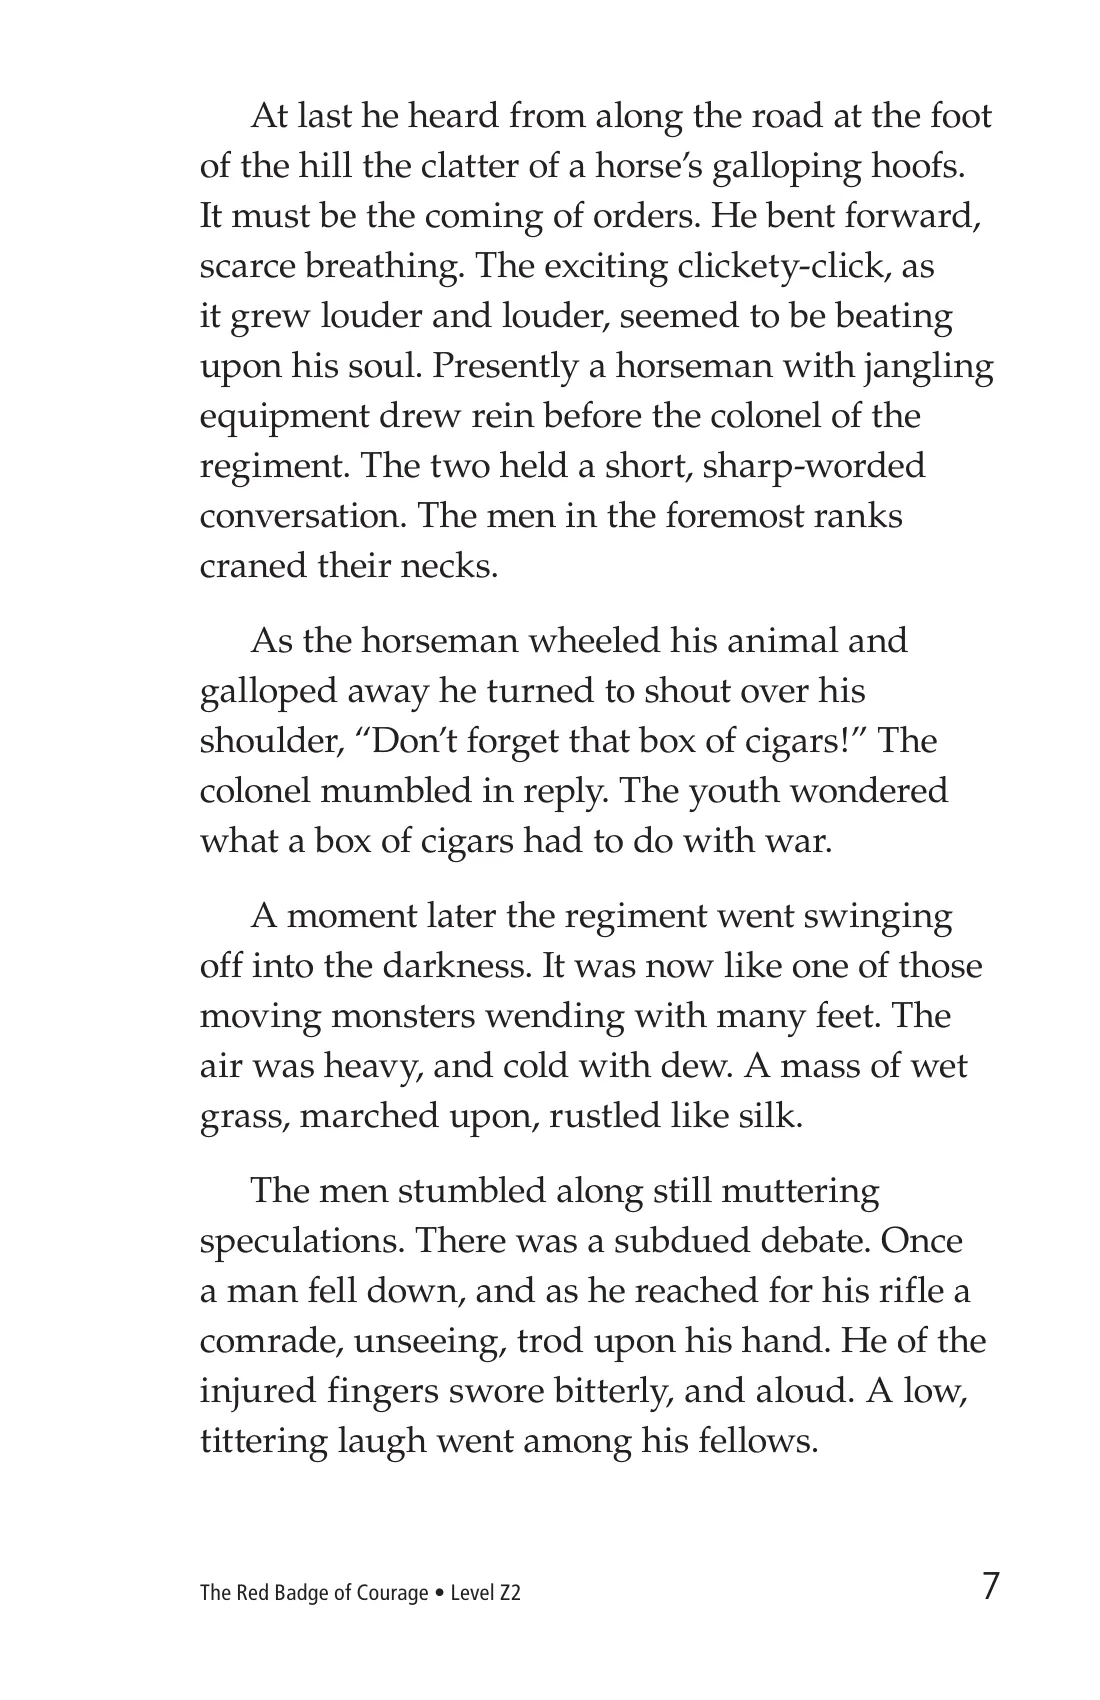 At last he heard from along the road at the foot
of the hill the clatter of a horse’s galloping hoofs.
It must be the coming of orders. He bent forward,
scarce breathing. The exciting clickety-click, as
it grew louder and louder, seemed to be beating
upon his soul. Presently a horseman with jangling
equipment drew rein before the colonel of the
regiment. The two held a short, sharp-worded
conversation. The men in the foremost ranks
craned their necks.
As the horseman wheeled his animal and
galloped away he turned to shout over his
shoulder, “Don’t forget that box of cigars!” The
colonel mumbled in reply. The youth wondered
what a box of cigars had to do with war.
A moment later the regiment went swinging
off into the darkness. It was now like one of those
moving monsters wending with many feet. The
air was heavy, and cold with dew. A mass of wet
grass, marched upon, rustled like silk.
The men stumbled along still muttering
speculations. There was a subdued debate. Once
a man fell down, and as he reached for his rifle a
comrade, unseeing, trod upon his hand. He of the
injured fingers swore bitterly, and aloud. A low,
tittering laugh went among his fellows.
The Red Badge of Courage • Level Z2 7